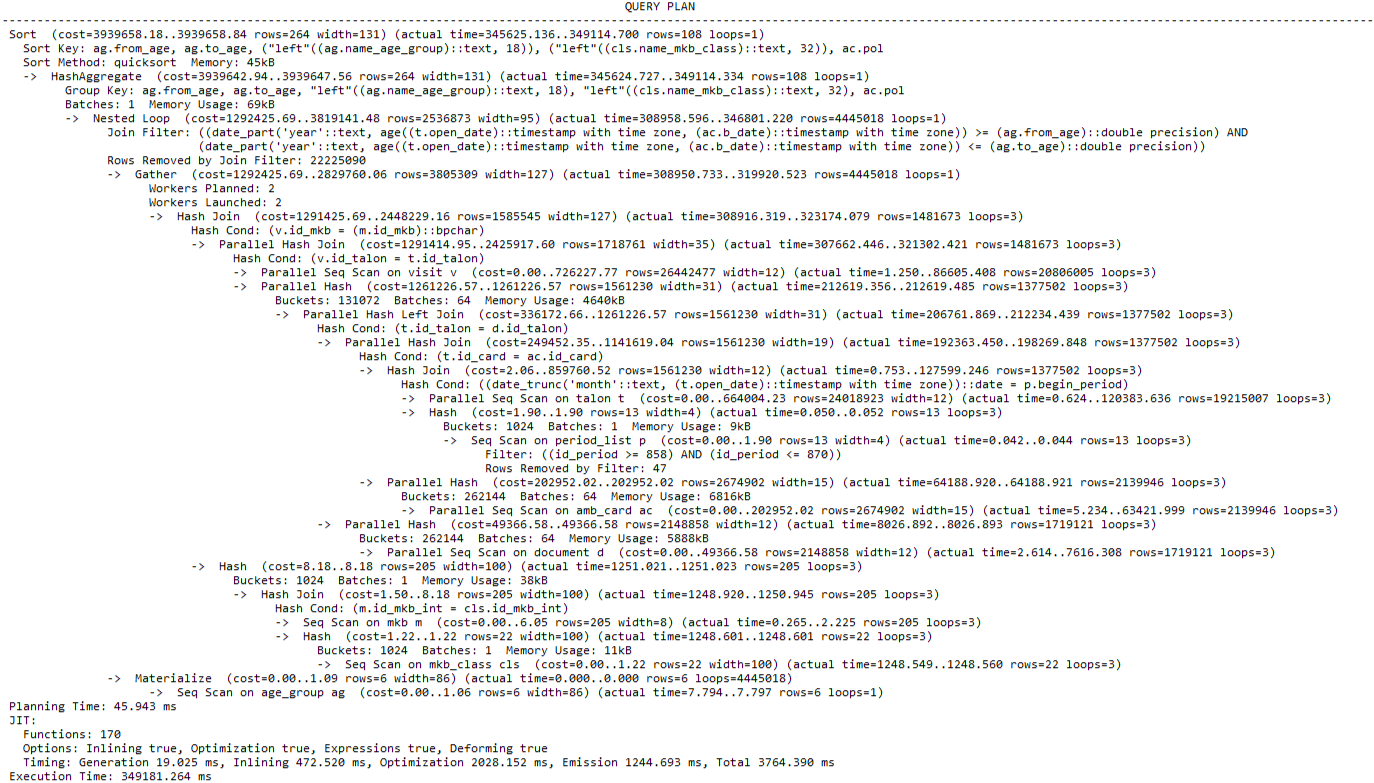 QUERY PLAN
------------------------------------------------------------------------------------------------------------------------------------------------------
Sort  (cost=3939658.18..3939658.84 rows=264 width=131) (actual time=345625.136..349114.700 rows=108 loops=1)
  Sort Key: ag.from_age, ag.to_age, ("left"((ag.name_age_group)::text, 18)), ("left"((cls.name_mkb_class)::text, 32)), ac.pol
  Sort Method: quicksort  Memory: 45kB
  ->  HashAggregate  (cost=3939642.94..3939647.56 rows=264 width=131) (actual time=345624.727..349114.334 rows=108 loops=1)
        Group Key: ag.from_age, ag.to_age, "left"((ag.name_age_group)::text, 18), "left"((cls.name_mkb_class)::text, 32), ac.pol
        Batches: 1  Memory Usage: 69kB
        ->  Nested Loop  (cost=1292425.69..3819141.48 rows=2536873 width=95) (actual time=308958.596..346801.220 rows=4445018 loops=1)
              Join Filter: ((date_part('year'::text, age((t.open_date)::timestamp with time zone, (ac.b_date)::timestamp with time zone)) >= (ag.from_age)::double precision) AND
                           (date_part('year'::text, age((t.open_date)::timestamp with time zone, (ac.b_date)::timestamp with time zone)) <= (ag.to_age)::double precision))
              Rows Removed by Join Filter: 22225090
              ->  Gather  (cost=1292425.69..2829760.06 rows=3805309 width=127) (actual time=308950.733..319920.523 rows=4445018 loops=1)
                    Workers Planned: 2
                    Workers Launched: 2
                    ->  Hash Join  (cost=1291425.69..2448229.16 rows=1585545 width=127) (actual time=308916.319..323174.079 rows=1481673 loops=3)
                          Hash Cond: (v.id_mkb = (m.id_mkb)::bpchar)
                          ->  Parallel Hash Join  (cost=1291414.95..2425917.60 rows=1718761 width=35) (actual time=307662.446..321302.421 rows=1481673 loops=3)
                                Hash Cond: (v.id_talon = t.id_talon)
                                ->  Parallel Seq Scan on visit v  (cost=0.00..726227.77 rows=26442477 width=12) (actual time=1.250..86605.408 rows=20806005 loops=3)
                                ->  Parallel Hash  (cost=1261226.57..1261226.57 rows=1561230 width=31) (actual time=212619.356..212619.485 rows=1377502 loops=3)
                                      Buckets: 131072  Batches: 64  Memory Usage: 4640kB
                                      ->  Parallel Hash Left Join  (cost=336172.66..1261226.57 rows=1561230 width=31) (actual time=206761.869..212234.439 rows=1377502 loops=3)
                                            Hash Cond: (t.id_talon = d.id_talon)
                                            ->  Parallel Hash Join  (cost=249452.35..1141619.04 rows=1561230 width=19) (actual time=192363.450..198269.848 rows=1377502 loops=3)
                                                  Hash Cond: (t.id_card = ac.id_card)
                                                  ->  Hash Join  (cost=2.06..859760.52 rows=1561230 width=12) (actual time=0.753..127599.246 rows=1377502 loops=3)
                                                        Hash Cond: ((date_trunc('month'::text, (t.open_date)::timestamp with time zone))::date = p.begin_period)
                                                        ->  Parallel Seq Scan on talon t  (cost=0.00..664004.23 rows=24018923 width=12) (actual time=0.624..120383.636 rows=19215007 loops=3)
                                                        ->  Hash  (cost=1.90..1.90 rows=13 width=4) (actual time=0.050..0.052 rows=13 loops=3)
                                                              Buckets: 1024  Batches: 1  Memory Usage: 9kB
                                                              ->  Seq Scan on period_list p  (cost=0.00..1.90 rows=13 width=4) (actual time=0.042..0.044 rows=13 loops=3)
                                                                    Filter: ((id_period >= 858) AND (id_period <= 870))
                                                                    Rows Removed by Filter: 47
                                                  ->  Parallel Hash  (cost=202952.02..202952.02 rows=2674902 width=15) (actual time=64188.920..64188.921 rows=2139946 loops=3)
                                                        Buckets: 262144  Batches: 64  Memory Usage: 6816kB
                                                        ->  Parallel Seq Scan on amb_card ac  (cost=0.00..202952.02 rows=2674902 width=15) (actual time=5.234..63421.999 rows=2139946 loops=3)
                                            ->  Parallel Hash  (cost=49366.58..49366.58 rows=2148858 width=12) (actual time=8026.892..8026.893 rows=1719121 loops=3)
                                                  Buckets: 262144  Batches: 64  Memory Usage: 5888kB
                                                  ->  Parallel Seq Scan on document d  (cost=0.00..49366.58 rows=2148858 width=12) (actual time=2.614..7616.308 rows=1719121 loops=3)
                          ->  Hash  (cost=8.18..8.18 rows=205 width=100) (actual time=1251.021..1251.023 rows=205 loops=3)
                                Buckets: 1024  Batches: 1  Memory Usage: 38kB
                                ->  Hash Join  (cost=1.50..8.18 rows=205 width=100) (actual time=1248.920..1250.945 rows=205 loops=3)
                                      Hash Cond: (m.id_mkb_int = cls.id_mkb_int)
                                      ->  Seq Scan on mkb m  (cost=0.00..6.05 rows=205 width=8) (actual time=0.265..2.225 rows=205 loops=3)
                                      ->  Hash  (cost=1.22..1.22 rows=22 width=100) (actual time=1248.601..1248.601 rows=22 loops=3)
                                            Buckets: 1024  Batches: 1  Memory Usage: 11kB
                                            ->  Seq Scan on mkb_class cls  (cost=0.00..1.22 rows=22 width=100) (actual time=1248.549..1248.560 rows=22 loops=3)
              ->  Materialize  (cost=0.00..1.09 rows=6 width=86) (actual time=0.000..0.000 rows=6 loops=4445018)
                    ->  Seq Scan on age_group ag  (cost=0.00..1.06 rows=6 width=86) (actual time=7.794..7.797 rows=6 loops=1)
Planning Time: 45.943 ms
JIT:
  Functions: 170
  Options: Inlining true, Optimization true, Expressions true, Deforming true
  Timing: Generation 19.025 ms, Inlining 472.520 ms, Optimization 2028.152 ms, Emission 1244.693 ms, Total 3764.390 ms
Execution Time: 349181.264 ms